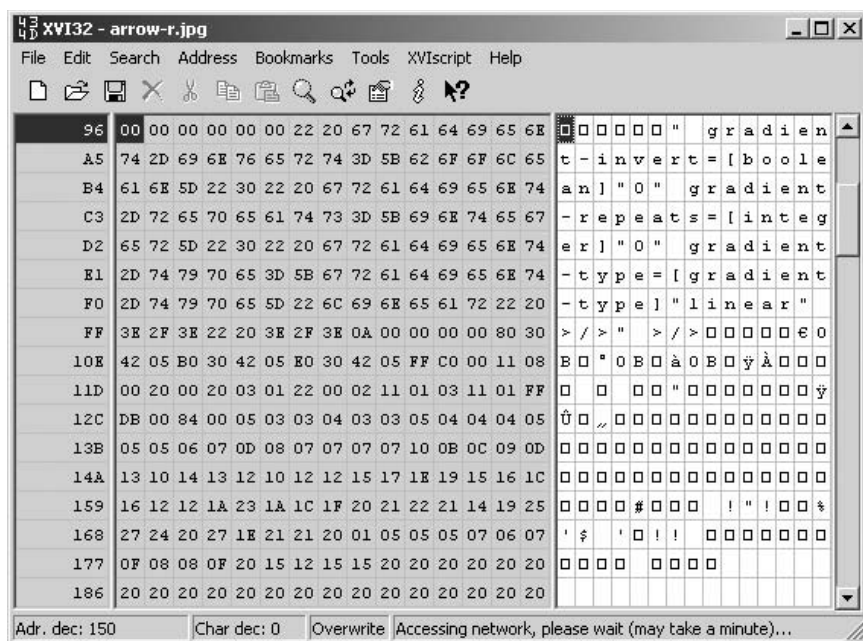 XVI32 - arrow-r.jpg
File Edit Search Address Bookmarks Tools XVIscript Help
96 00 00 00 00 00 00 22 20 67 72 61 64 69 65 6E □□□□□□" gradien
A5 74 2D 69 6E 76 65 72 74 3D 5B 62 6F 6F 6C 65 t-invert=[boole
B4 61 6E 5D 22 30 22 20 67 72 61 64 69 65 6E 74 an]"0" gradient
C3 2D 72 65 70 65 61 74 73 3D 5B 69 6E 74 65 67 -repeats=[integ
D2 65 72 5D 22 30 22 20 67 72 61 64 69 65 6E 74 er]"0" gradient
E1 2D 74 79 70 65 3D 5B 67 72 61 64 69 65 6E 74 -type=[gradient
F0 2D 74 79 70 65 5D 22 6C 69 6E 65 61 72 22 20 -type]"linear"
FF 3E 2F 3E 22 20 3E 2F 3E 0A 00 00 00 00 80 30 >/>" >/>□□□□□€0
10E 42 05 B0 30 42 05 E0 30 42 05 FF C0 00 11 08 B□°0B□à0B□ÿÀ□□□
11D 00 20 00 20 03 01 22 00 02 11 01 03 11 01 FF □ □ □□"□□□□□□□ÿ
12C DB 00 84 00 05 03 03 04 03 03 05 04 04 04 05 Û□„□□□□□□□□□□□□
13B 05 05 06 07 0D 08 07 07 07 07 10 0B 0C 09 0D □□□□□□□□□□□□□□□
14A 13 10 14 13 12 10 12 12 15 17 1E 19 15 16 1C □□□□□□□□□□□□□□□
159 16 12 12 1A 23 1A 1C 1F 20 21 22 21 14 19 25 □□□□#□□□ !"!□□%
168 27 24 20 27 1E 21 21 20 01 05 05 05 07 06 07 '$ '□!! □□□□□□□
177 0F 08 08 0F 20 15 12 15 15 20 20 20 20 20 20 □□□□ □□□□
186 20 20 20 20 20 20 20 20 20 20 20 20 20 20 20
Adr. dec: 150 Char dec: 0 Overwrite Accessing network, please wait (may take a minute)...